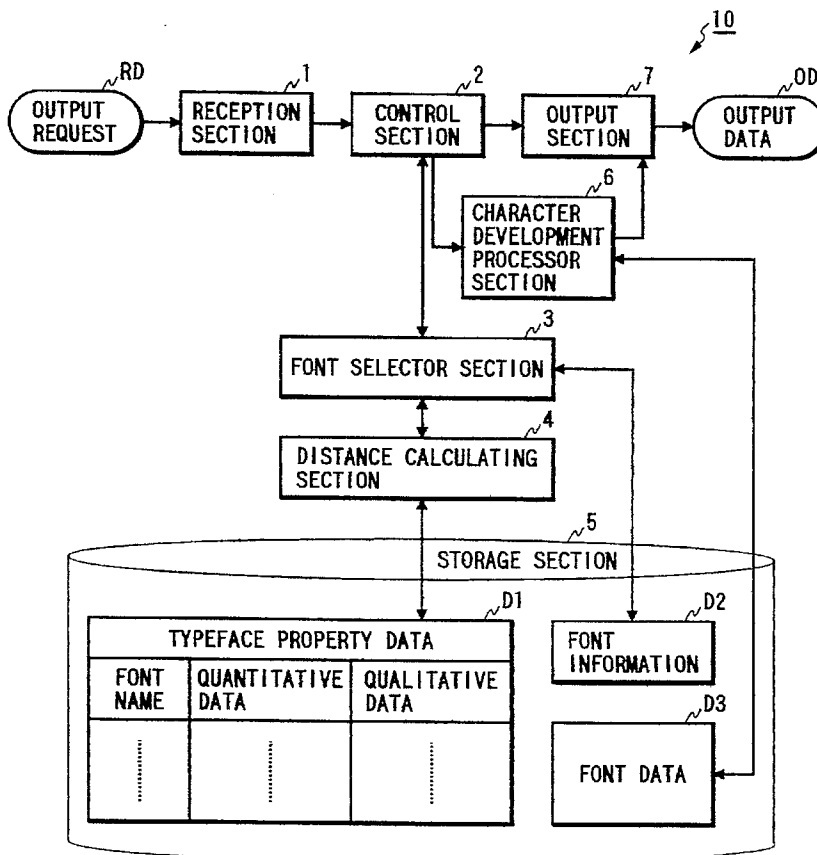 10
RD
1
2
7
OD
OUTPUT
REQUEST
RECEPTION
SECTION
CONTROL
SECTION
OUTPUT
SECTION
OUTPUT
DATA
6
CHARACTER
DEVELOPMENT
PROCESSOR
SECTION
3
FONT SELECTOR SECTION
4
DISTANCE CALCULATING
SECTION
5
STORAGE SECTION
D1
TYPEFACE PROPERTY DATA
FONT
NAME
QUANTITATIVE
DATA
QUALITATIVE
DATA
D2
FONT
INFORMATION
D3
FONT DATA